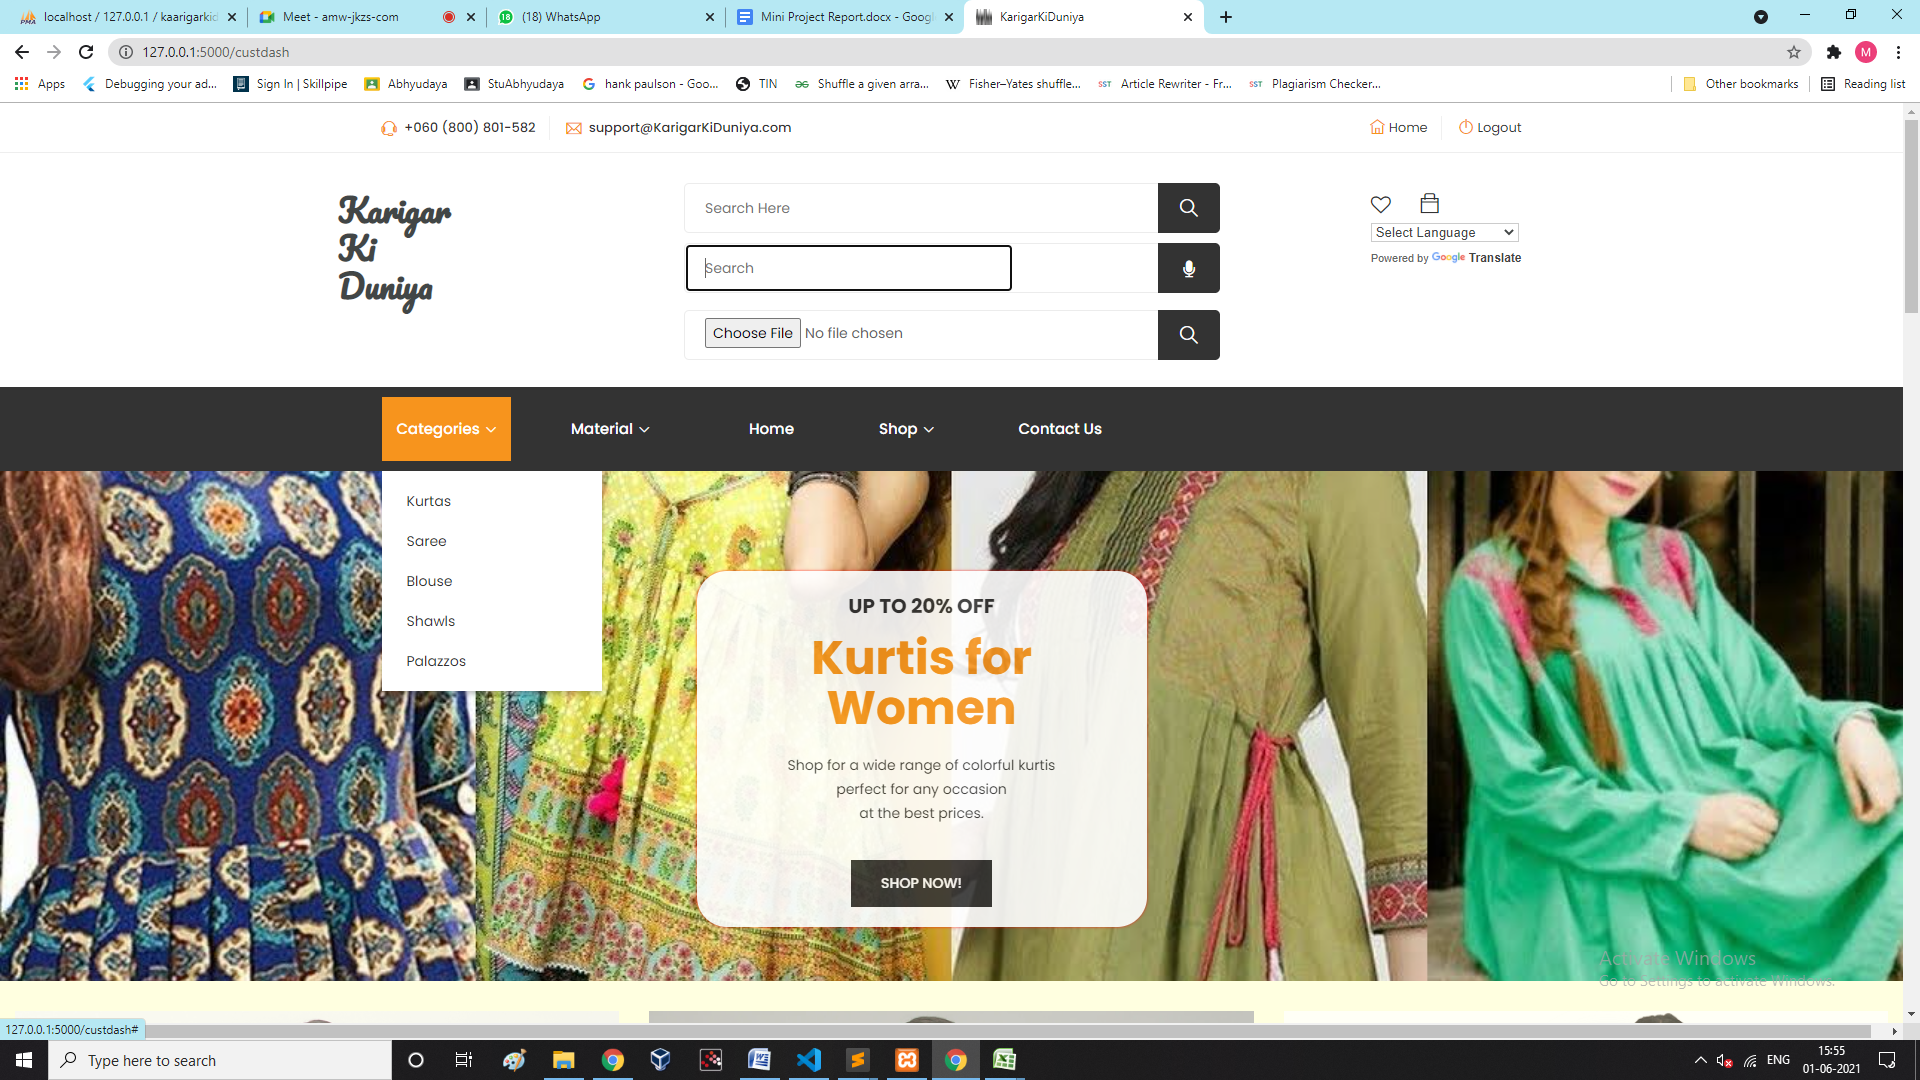 localhost / 127.0.0.1 / kaarigarkid
Meet - amw-jkzs-com
(18) WhatsApp
Mini Project Report.docx - Googl
KarigarKiDuniya
127.0.0.1:5000/custdash
M
Apps
Debugging your ad...
Sign In | Skillpipe
Abhyudaya
StuAbhyudaya
hank paulson - Goo...
TIN
Shuffle a given arra...
Fisher–Yates shuffle...
SST Article Rewriter - Fr...
SST Plagiarism Checker...
Other bookmarks
Reading list
+060 (800) 801-582
support@KarigarKiDuniya.com
Home
Logout
Karigar
Ki
Duniya
Search Here
Search
Choose File No file chosen
Select Language
Powered by Google Translate
Categories
Material
Home
Shop
Contact Us
Kurtas
Saree
Blouse
Shawls
Palazzos
UP TO 20% OFF
Kurtis for
Women
Shop for a wide range of colorful kurtis
perfect for any occasion
at the best prices.
SHOP NOW!
Activate Windows
Go to Settings to activate Windows.
127.0.0.1:5000/custdash#
Type here to search
ENG
15:55
01-06-2021